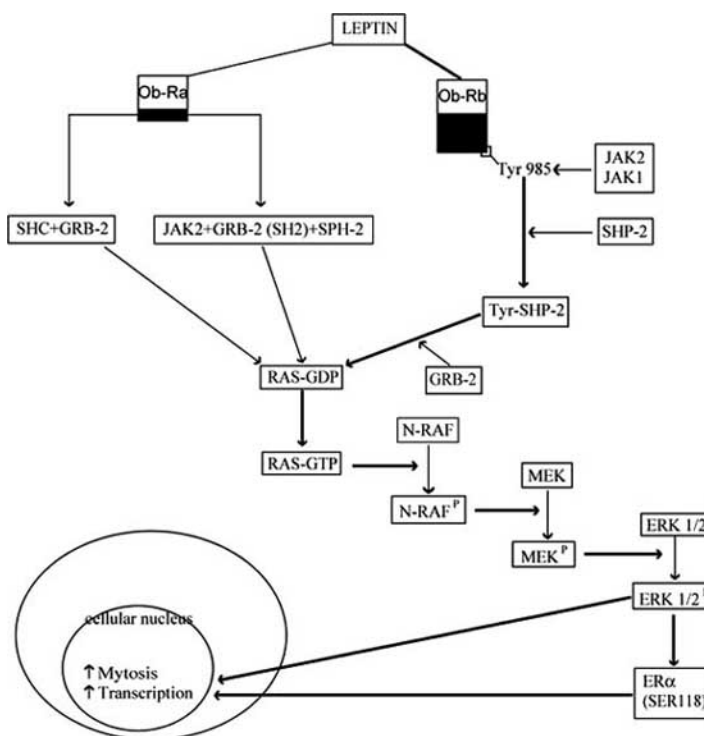 LEPTIN
Ob-Ra
Ob-Rb
Tyr 985
JAK2
JAK1
SHC+GRB-2
JAK2+GRB-2 (SH2)+SPH-2
SHP-2
Tyr-SHP-2
RAS-GDP
GRB-2
N-RAF
RAS-GTP
MEK
N-RAF P
ERK 1/2
MEK P
ERK 1/2
cellular nucleus
↑ Mytosis
↑ Transcription
ERα
(SER118)